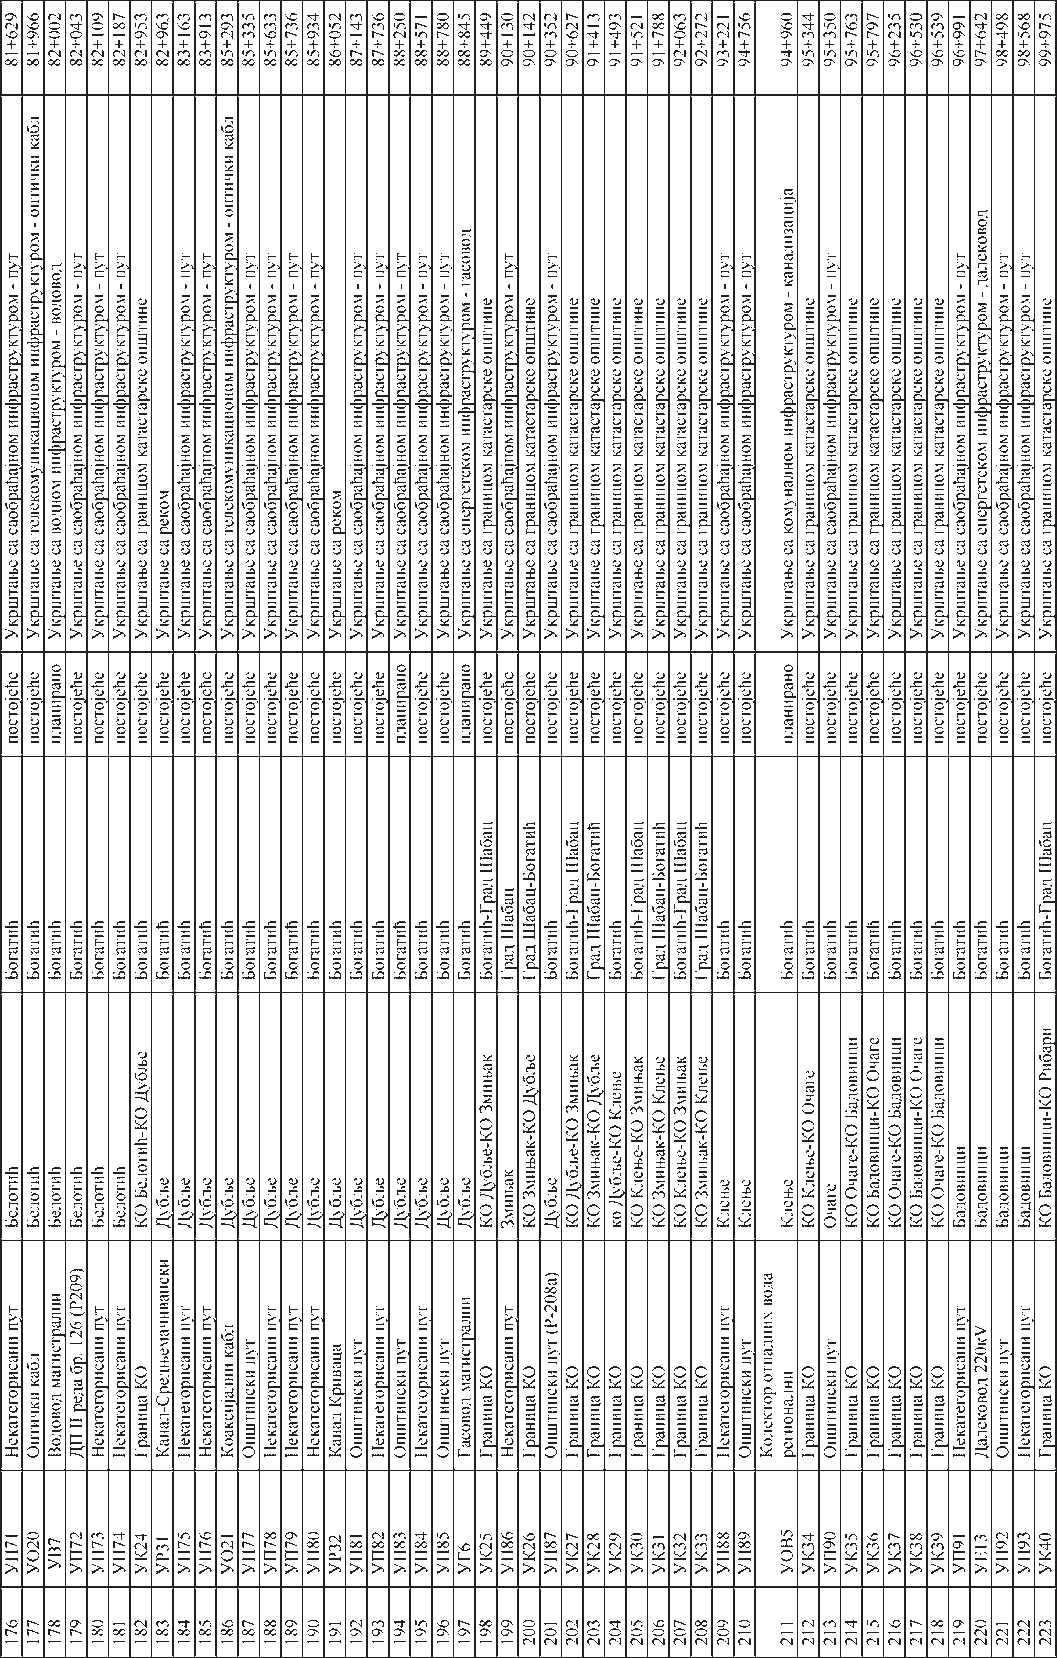 176 УП71 Некатегорисани пут Белотић Богатић постојеће Укрштање са саобраћајном инфраструктуром - пут 81+629
177 УО20 Оптички кабл Белотић Богатић постојеће Укрштање са телекомуникационом инфраструктуром - оптички кабл 81+966
178 УВ7 Водовод магистрални Белотић Богатић планирано Укрштање са водном инфраструктуром - водовод 82+002
179 УП72 ДП II реда бр. 126 (Р209) Белотић Богатић постојеће Укрштање са саобраћајном инфраструктуром - пут 82+043
180 УП73 Некатегорисани пут Белотић Богатић постојеће Укрштање са саобраћајном инфраструктуром - пут 82+109
181 УП74 Некатегорисани пут Белотић Богатић постојеће Укрштање са саобраћајном инфраструктуром - пут 82+187
182 УК24 Граница КО КО Белотић-КО Дубље Богатић постојеће Укрштање са границом катастарске општине 82+953
183 УР31 Канал-Средњемачвански Дубље Богатић постојеће Укрштање са реком 82+963
184 УП75 Некатегорисани пут Дубље Богатић постојеће Укрштање са саобраћајном инфраструктуром - пут 83+163
185 УП76 Некатегорисани пут Дубље Богатић постојеће Укрштање са саобраћајном инфраструктуром - пут 83+913
186 УО21 Коаксијални кабл Дубље Богатић постојеће Укрштање са телекомуникационом инфраструктуром - оптички кабл 85+293
187 УП77 Општински пут Дубље Богатић постојеће Укрштање са саобраћајном инфраструктуром - пут 85+335
188 УП78 Некатегорисани пут Дубље Богатић постојеће Укрштање са саобраћајном инфраструктуром - пут 85+633
189 УП79 Некатегорисани пут Дубље Богатић постојеће Укрштање са саобраћајном инфраструктуром - пут 85+736
190 УП80 Некатегорисани пут Дубље Богатић постојеће Укрштање са саобраћајном инфраструктуром - пут 85+934
191 УР32 Канал Криваца Дубље Богатић постојеће Укрштање са реком 86+052
192 УП81 Општински пут Дубље Богатић постојеће Укрштање са саобраћајном инфраструктуром - пут 87+143
193 УП82 Некатегорисани пут Дубље Богатић постојеће Укрштање са саобраћајном инфраструктуром - пут 87+736
194 УП83 Општински пут Дубље Богатић планирано Укрштање са саобраћајном инфраструктуром - пут 88+250
195 УП84 Некатегорисани пут Дубље Богатић постојеће Укрштање са саобраћајном инфраструктуром - пут 88+571
196 УП85 Општински пут Дубље Богатић постојеће Укрштање са саобраћајном инфраструктуром - пут 88+780
197 УГ6 Гасовод магистрални Дубље Богатић планирано Укрштање са енергетском инфраструктуром - гасовод 88+845
198 УК25 Граница КО КО Дубље-КО Змињак Богатић-Град Шабац постојеће Укрштање са границом катастарске општине 89+449
199 УП86 Некатегорисани пут Змињак Град Шабац постојеће Укрштање са саобраћајном инфраструктуром - пут 90+130
200 УК26 Граница КО КО Змињак-КО Дубље Град Шабац-Богатић постојеће Укрштање са границом катастарске општине 90+142
201 УП87 Општински пут (Р-208а) Дубље Богатић постојеће Укрштање са саобраћајном инфраструктуром - пут 90+352
202 УК27 Граница КО КО Дубље-КО Змињак Богатић-Град Шабац постојеће Укрштање са границом катастарске општине 90+627
203 УК28 Граница КО КО Змињак-КО Дубље Град Шабац-Богатић постојеће Укрштање са границом катастарске општине 91+413
204 УК29 Граница КО ко Дубље-КО Клење Богатић постојеће Укрштање са границом катастарске општине 91+493
205 УК30 Граница КО КО Клење-КО Змињак Богатић-Град Шабац постојеће Укрштање са границом катастарске општине 91+521
206 УК31 Граница КО КО Змињак-КО Клење Град Шабац-Богатић постојеће Укрштање са границом катастарске општине 91+788
207 УК32 Граница КО КО Клење-КО Змињак Богатић-Град Шабац постојеће Укрштање са границом катастарске општине 92+063
208 УК33 Граница КО КО Змињак-КО Клење Град Шабац-Богатић постојеће Укрштање са границом катастарске општине 92+272
209 УП88 Некатегорисани пут Клење Богатић постојеће Укрштање са саобраћајном инфраструктуром - пут 93+221
210 УП89 Општински пут Клење Богатић постојеће Укрштање са саобраћајном инфраструктуром - пут 94+756
Колектор отпадних вода
211 УОВ5 регионални Клење Богатић планирано Укрштање са комуналном инфраструктуром - канализација 94+960
212 УК34 Граница КО КО Клење-КО Очаге Богатић постојеће Укрштање са границом катастарске општине 95+344
213 УП90 Општински пут Очаге Богатић постојеће Укрштање са саобраћајном инфраструктуром - пут 95+350
214 УК35 Граница КО КО Очаге-КО Бадовинци Богатић постојеће Укрштање са границом катастарске општине 95+763
215 УК36 Граница КО КО Бадовинци-КО Очаге Богатић постојеће Укрштање са границом катастарске општине 95+797
216 УК37 Граница КО КО Очаге-КО Бадовинци Богатић постојеће Укрштање са границом катастарске општине 96+235
217 УК38 Граница КО КО Бадовинци-КО Очаге Богатић постојеће Укрштање са границом катастарске општине 96+530
218 УК39 Граница КО КО Очаге-КО Бадовинци Богатић постојеће Укрштање са границом катастарске општине 96+539
219 УП91 Некатегорисани пут Бадовинци Богатић постојеће Укрштање са саобраћајном инфраструктуром - пут 96+991
220 УЕ13 Далековод 220кV Бадовинци Богатић постојеће Укрштање са енергетском инфраструктуром - далековод 97+642
221 УП92 Општински пут Бадовинци Богатић постојеће Укрштање са саобраћајном инфраструктуром - пут 98+498
222 УП93 Некатегорисани пут Бадовинци Богатић постојеће Укрштање са саобраћајном инфраструктуром - пут 98+568
223 УК40 Граница КО КО Бадовинци-КО Рибари Богатић-Град Шабац постојеће Укрштање са границом катастарске општине 99+975